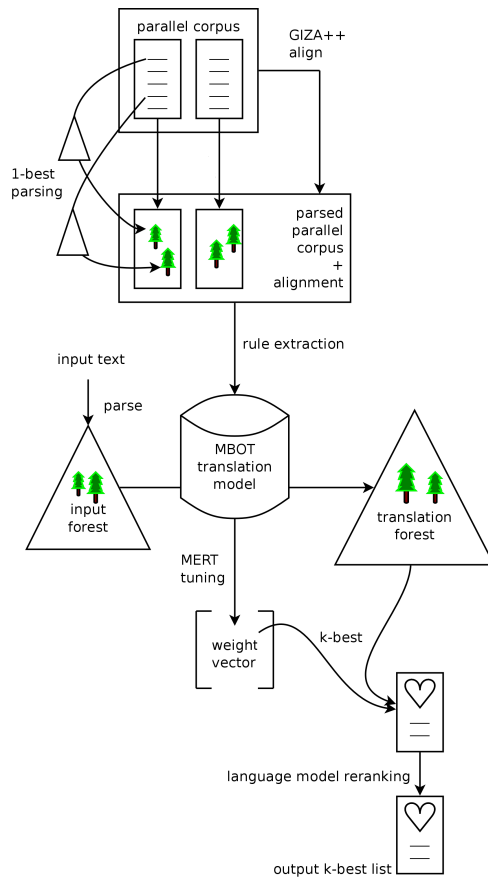 parallel corpus
GIZA++
align
1-best
parsing
parsed
parallel
corpus
+
alignment
rule extraction
input text
parse
MBOT
translation
model
input
forest
translation
forest
MERT
tuning
weight
vector
k-best
language model reranking
output k-best list